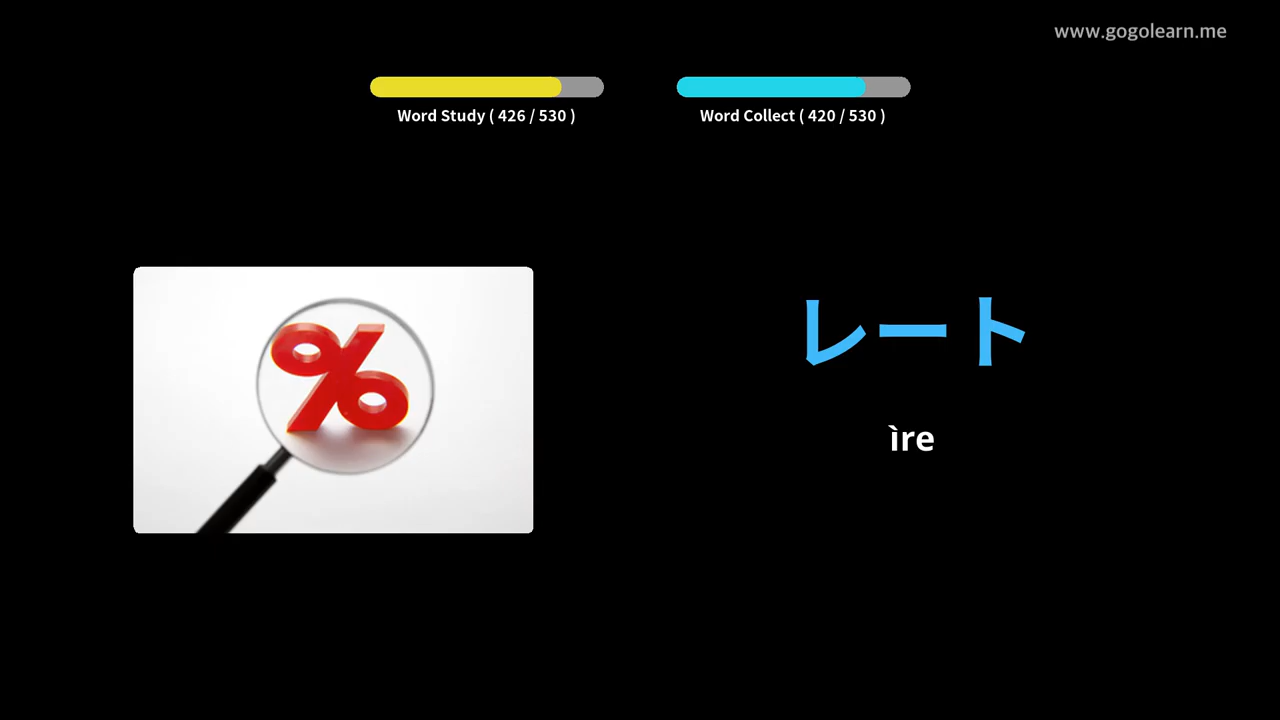 www.gogolearn.me
Word Study ( 426 / 530 )
Word Collect ( 420 / 530 )
%
レート
ìre